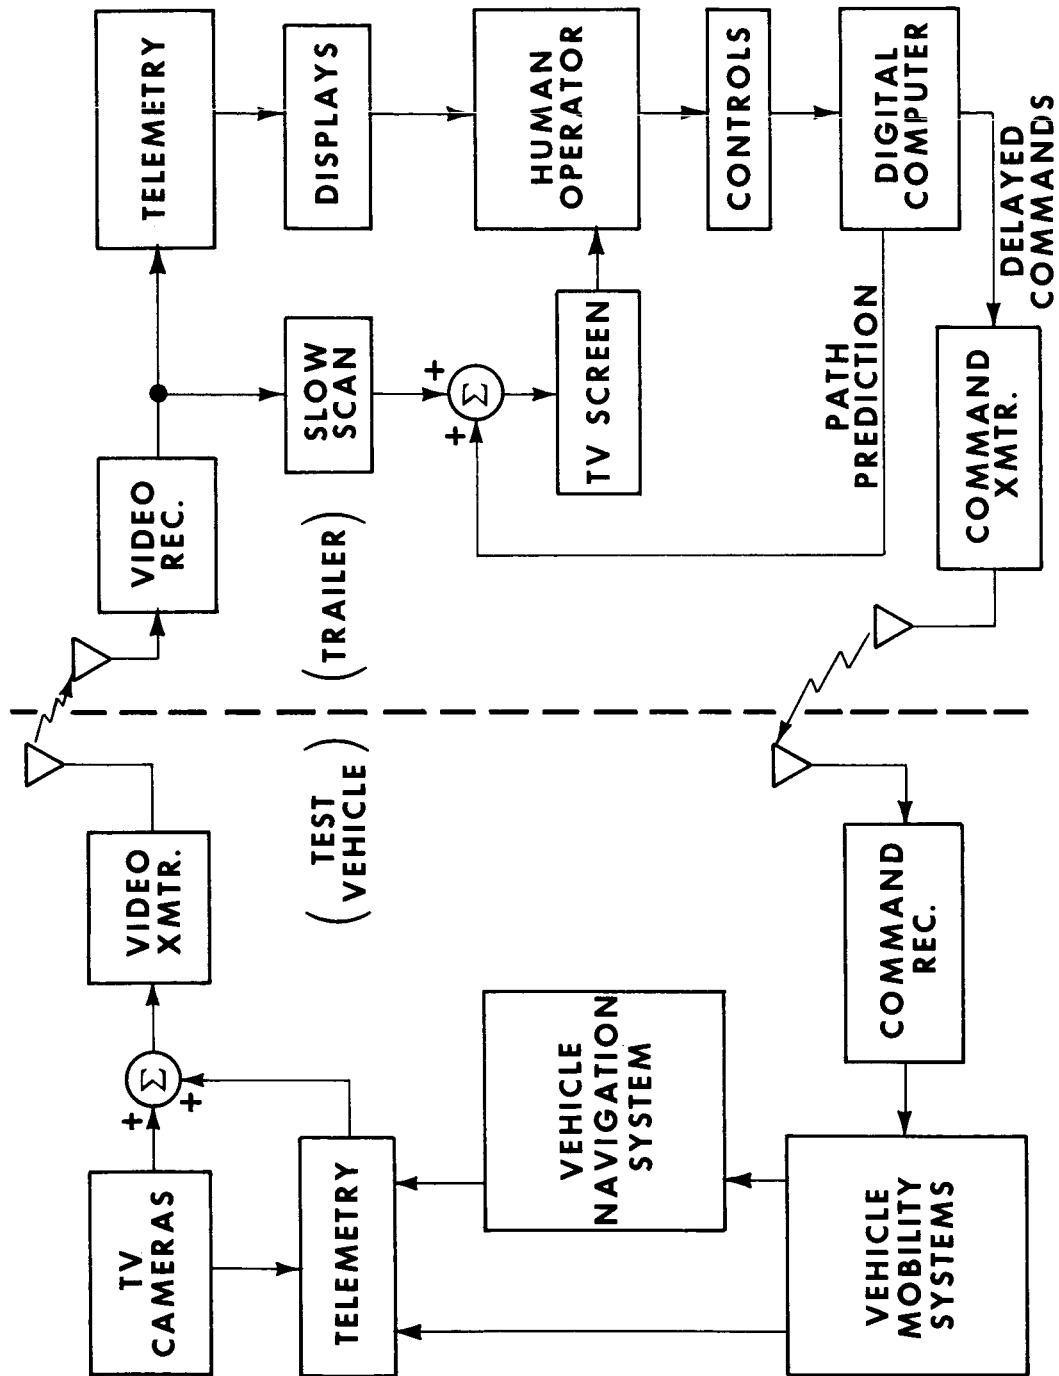 TV
CAMERAS
+
Σ
+
VIDEO
XMTR.
TELEMETRY
(TEST
VEHICLE)
VEHICLE
NAVIGATION
SYSTEM
VEHICLE
MOBILITY
SYSTEMS
COMMAND
REC.
VIDEO
REC.
TELEMETRY
(TRAILER)
SLOW
SCAN
DISPLAYS
+
+
Σ
TV SCREEN
HUMAN
OPERATOR
CONTROLS
PATH
PREDICTION
DIGITAL
COMPUTER
COMMAND
XMTR.
DELAYED
COMMANDS